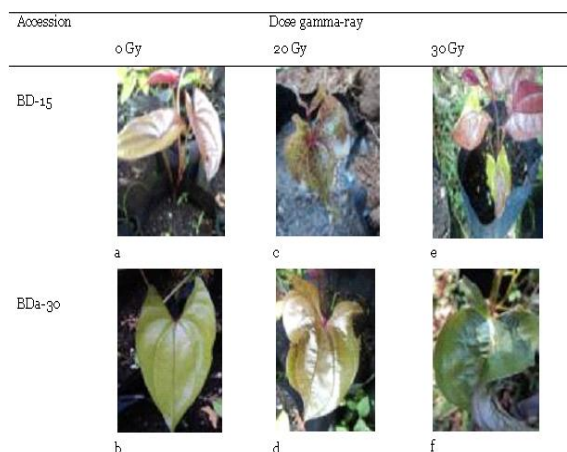 Accession Dose gamma-ray
0 Gy 20 Gy 30 Gy
BD-15
a c e
BDa-30
b d f